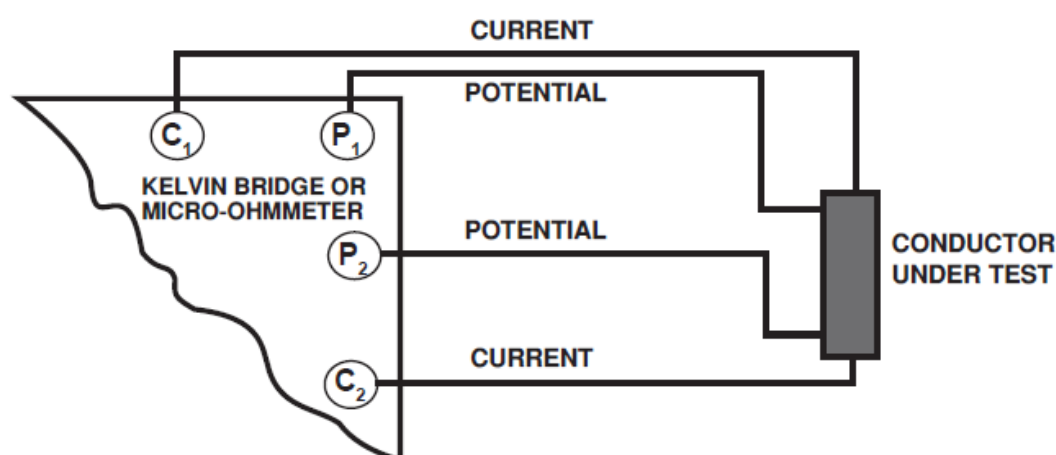 CURRENT
POTENTIAL
C₁
P₁
KELVIN BRIDGE OR
MICRO-OHMMETER
POTENTIAL
P₂
CONDUCTOR
UNDER TEST
CURRENT
C₂